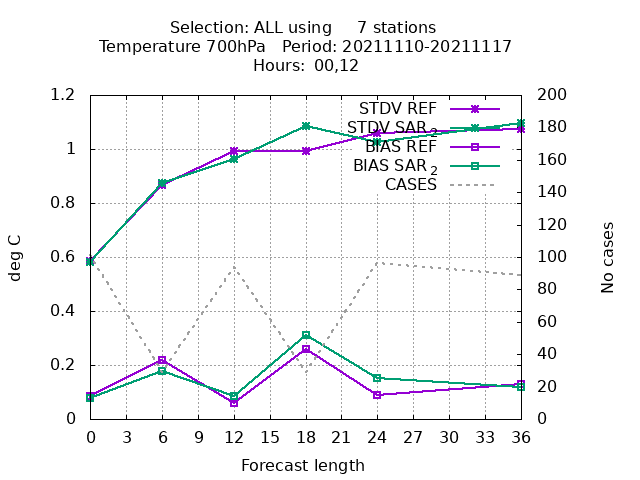 Selection: ALL using 7 stations
Temperature 700hPa Period: 20211110-20211117
Hours: 00,12
1.2
1
0.8
0.6
0.4
0.2
0
deg C
200
180
160
140
120
100
80
60
40
20
0
No cases
STDV REF
STDV SAR 2
BIAS REF
BIAS SAR 2
CASES
0 3 6 9 12 15 18 21 24 27 30 33 36
Forecast length